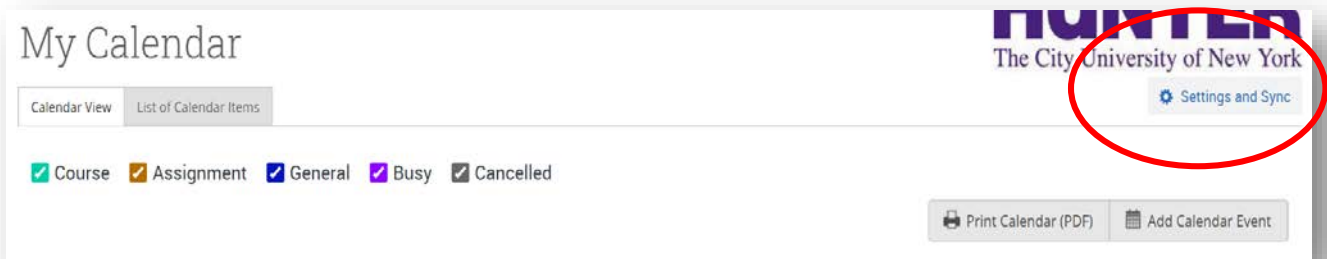 HUNTER
My Calendar
The City University of New York
Calendar View List of Calendar Items
Settings and Sync
Course Assignment General Busy Cancelled
Print Calendar (PDF) Add Calendar Event